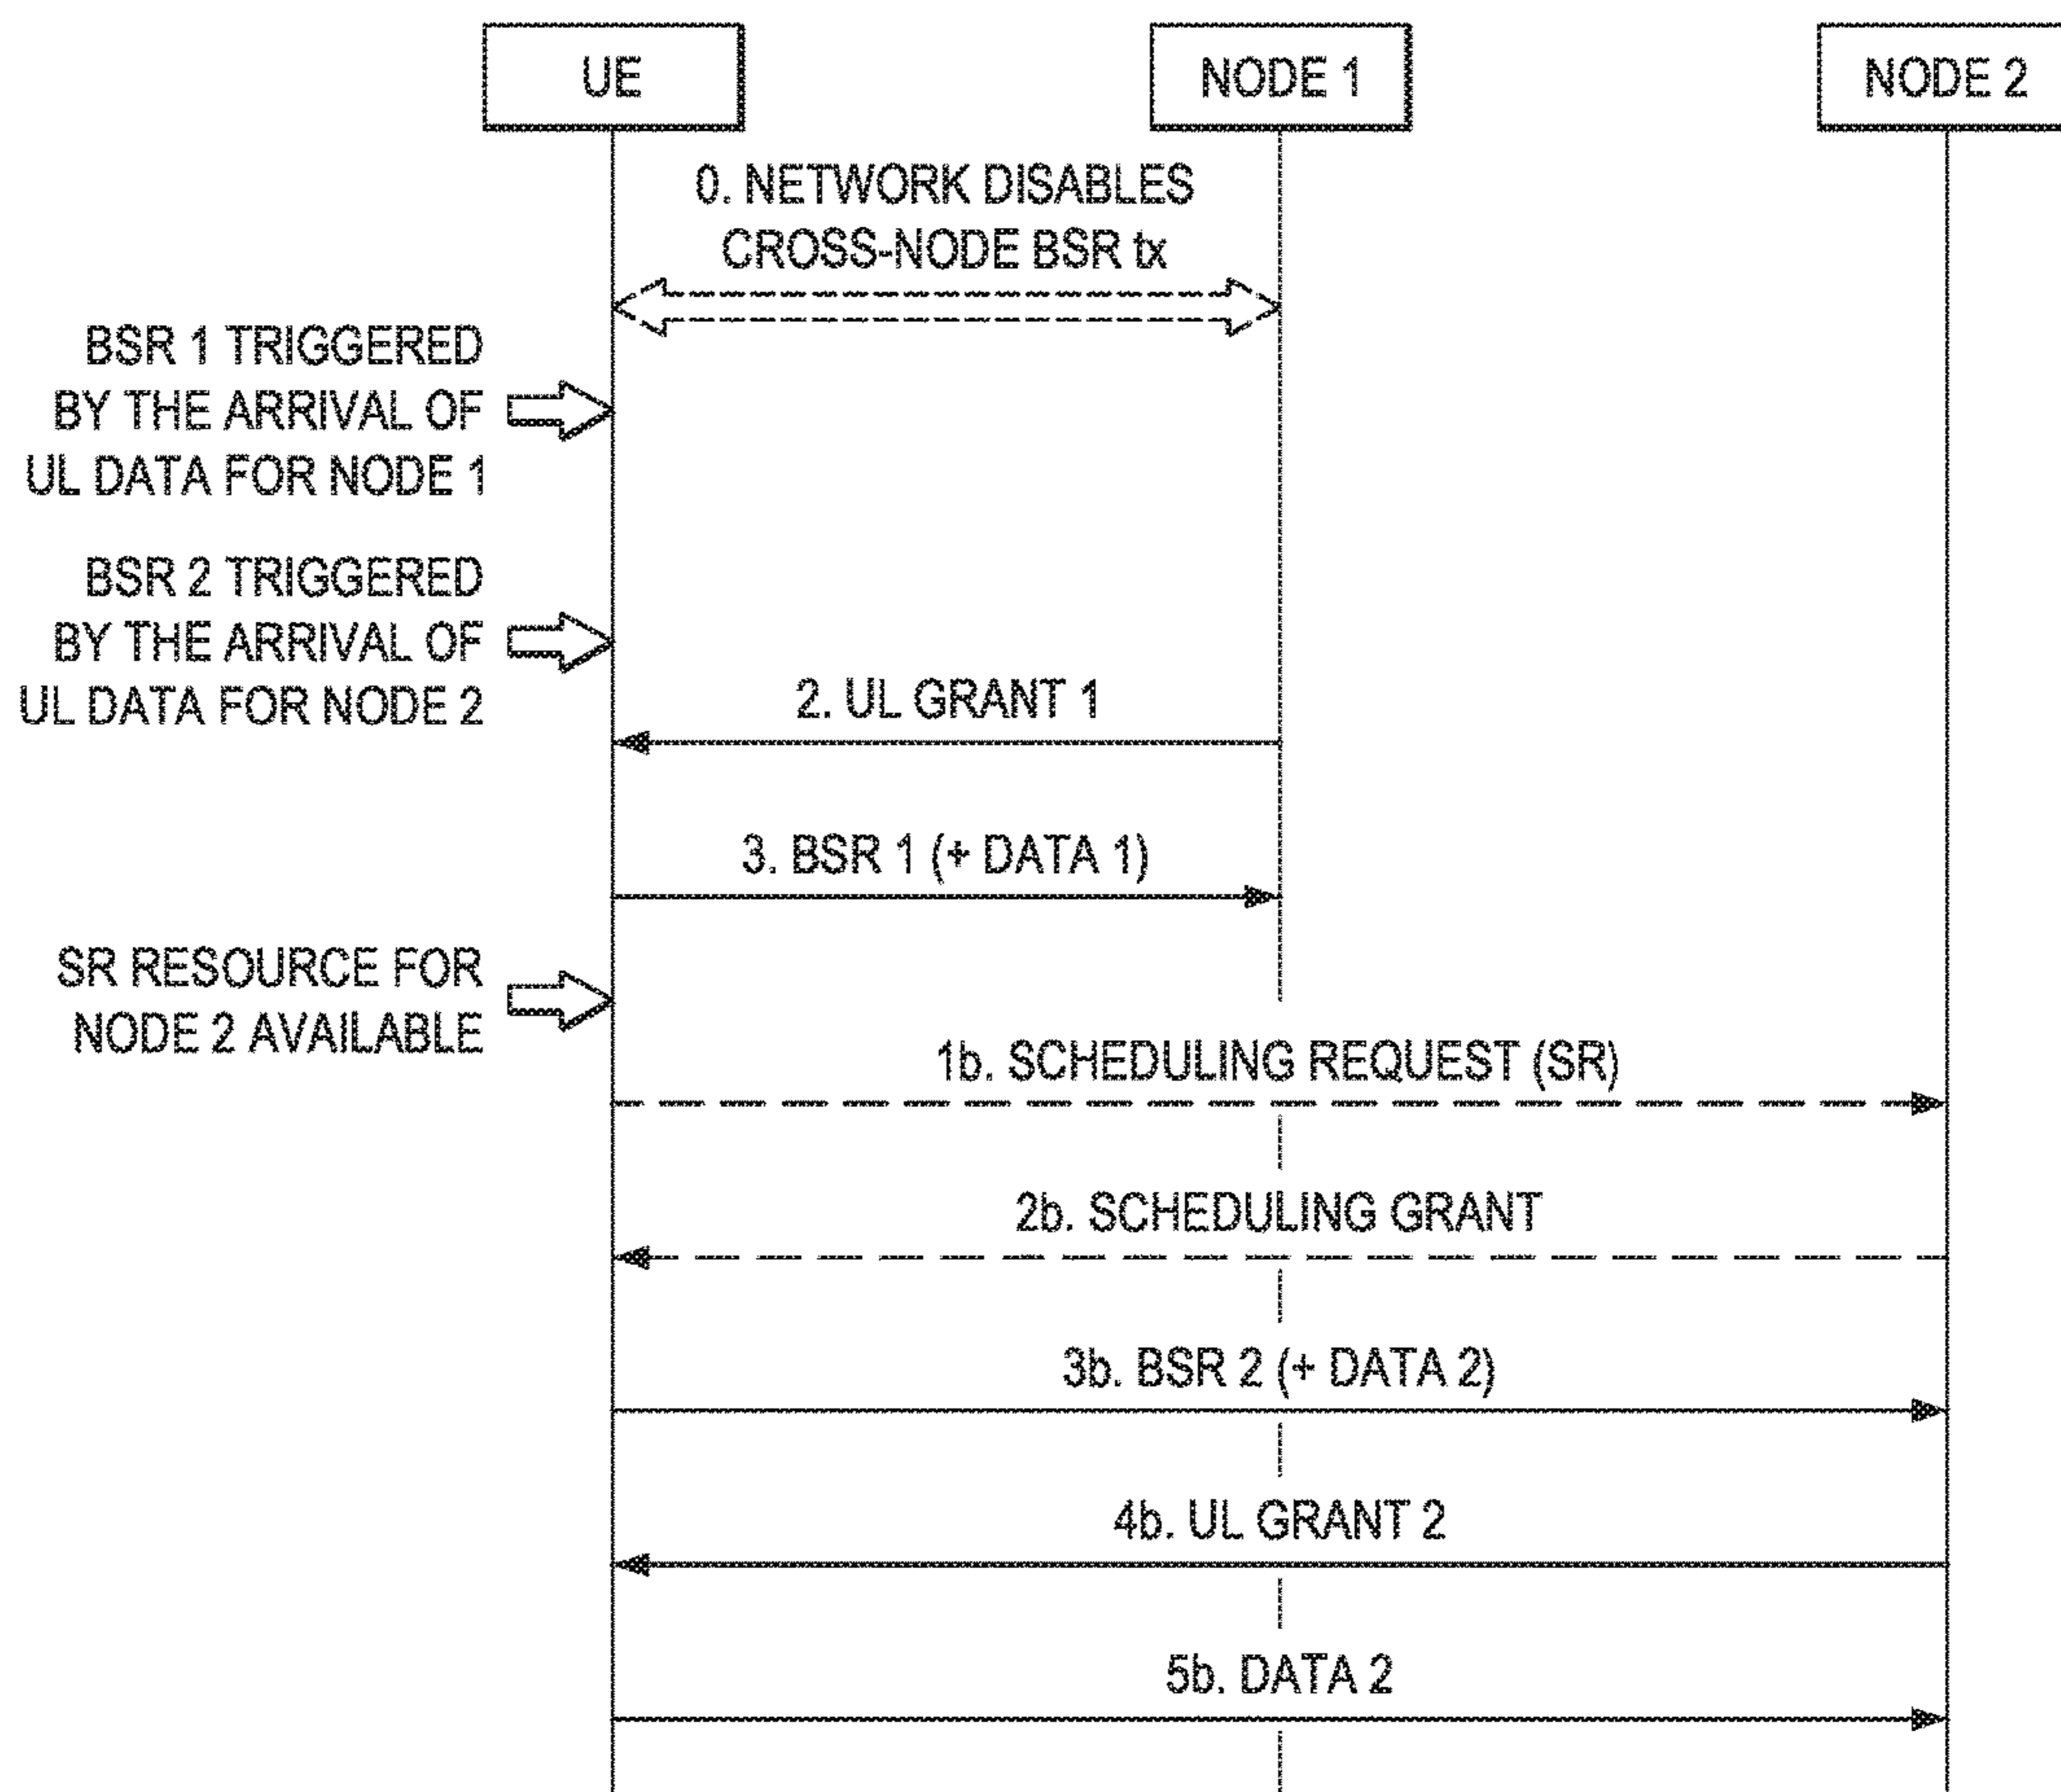 UE
NODE 1
NODE 2
0. NETWORK DISABLES
CROSS-NODE BSR tx
BSR 1 TRIGGERED
BY THE ARRIVAL OF
UL DATA FOR NODE 1
BSR 2 TRIGGERED
BY THE ARRIVAL OF
UL DATA FOR NODE 2
2. UL GRANT 1
3. BSR 1 (+ DATA 1)
SR RESOURCE FOR
NODE 2 AVAILABLE
1b. SCHEDULING REQUEST (SR)
2b. SCHEDULING GRANT
3b. BSR 2 (+ DATA 2)
4b. UL GRANT 2
5b. DATA 2